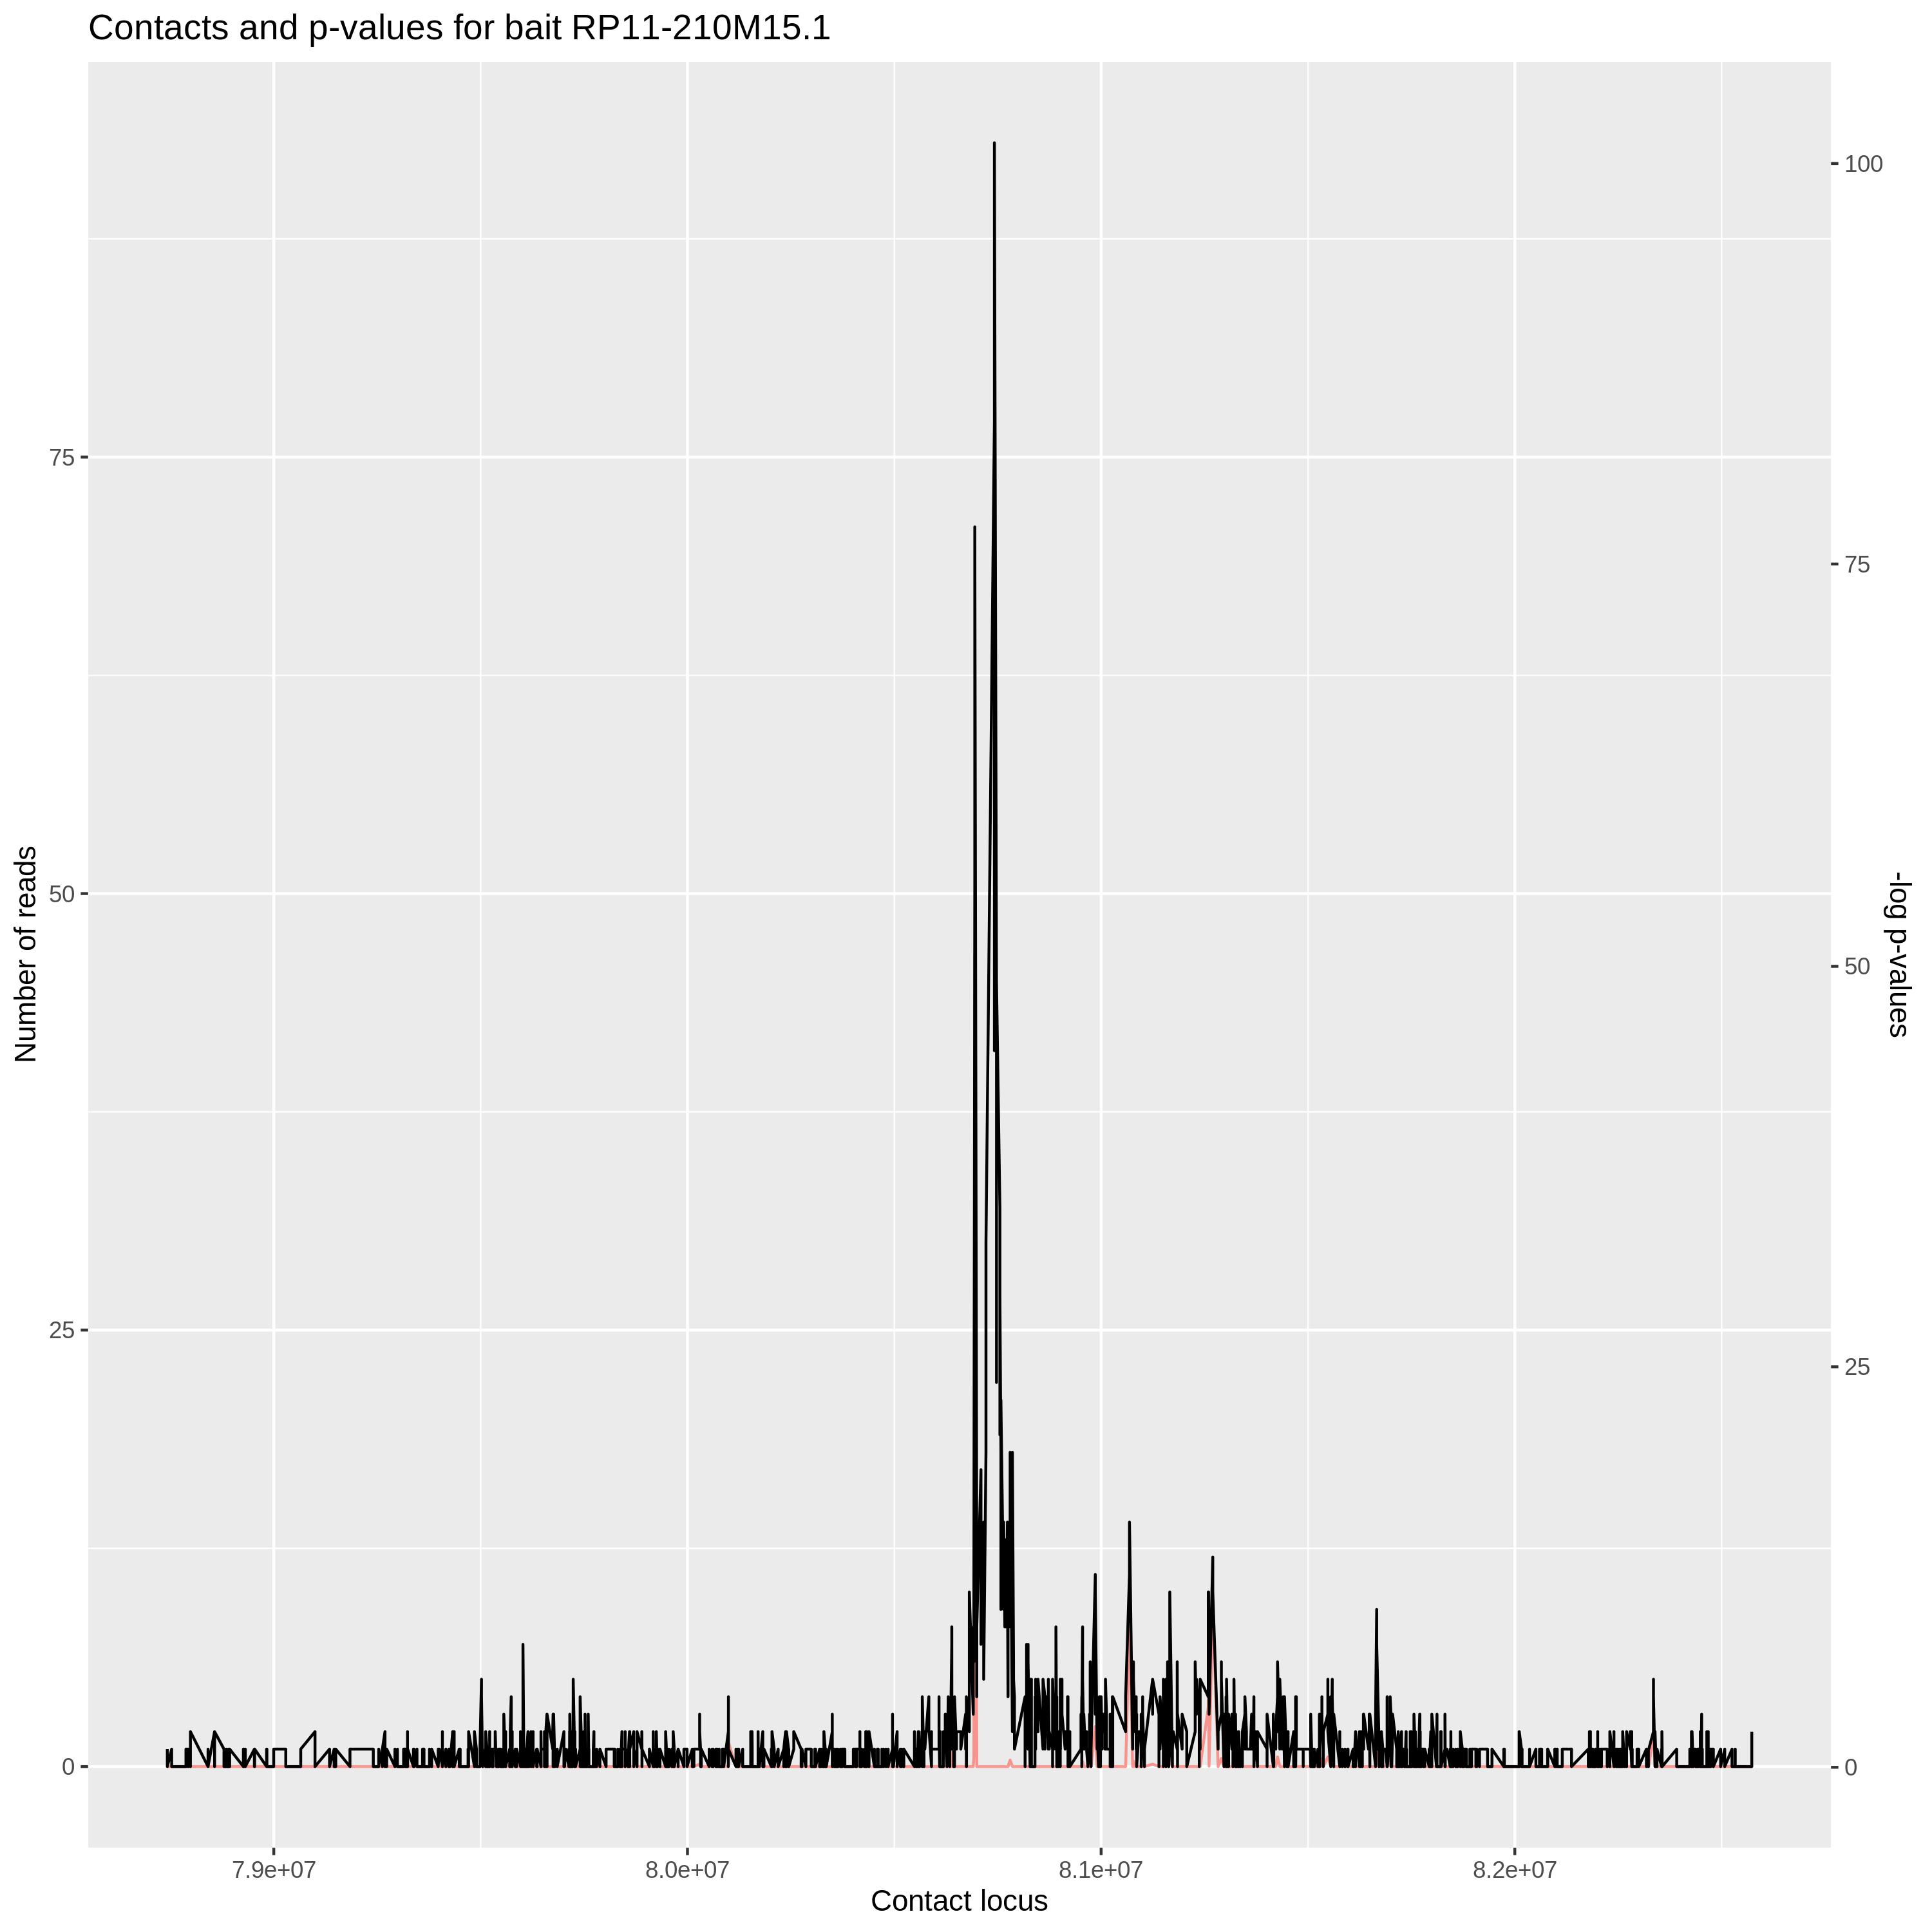 Contacts and p-values for bait RP11-210M15.1
100
75
75
50
50
25
25
0
0
Number of reads
-log p-values
7.9e+07
8.0e+07
8.1e+07
8.2e+07
Contact locus